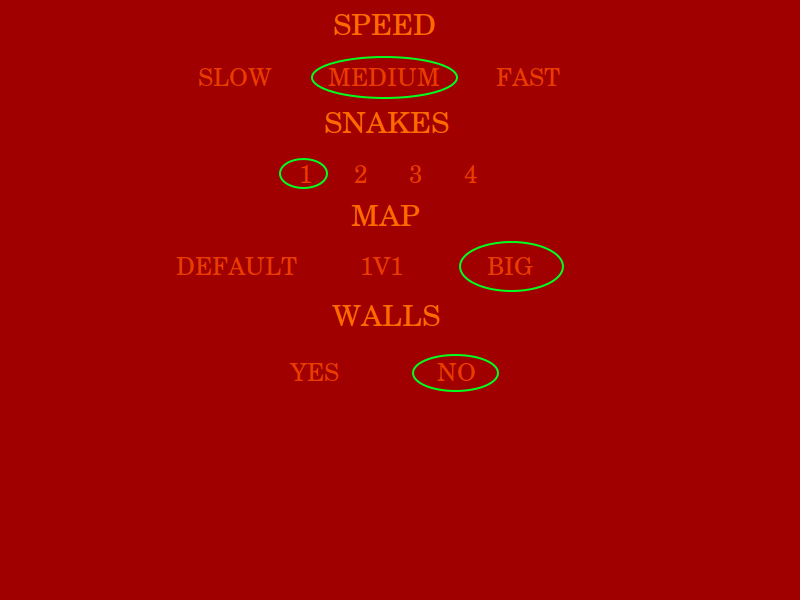 SPEED
SLOW MEDIUM FAST
SNAKES
1 2 3 4
MAP
DEFAULT 1V1 BIG
WALLS
YES NO